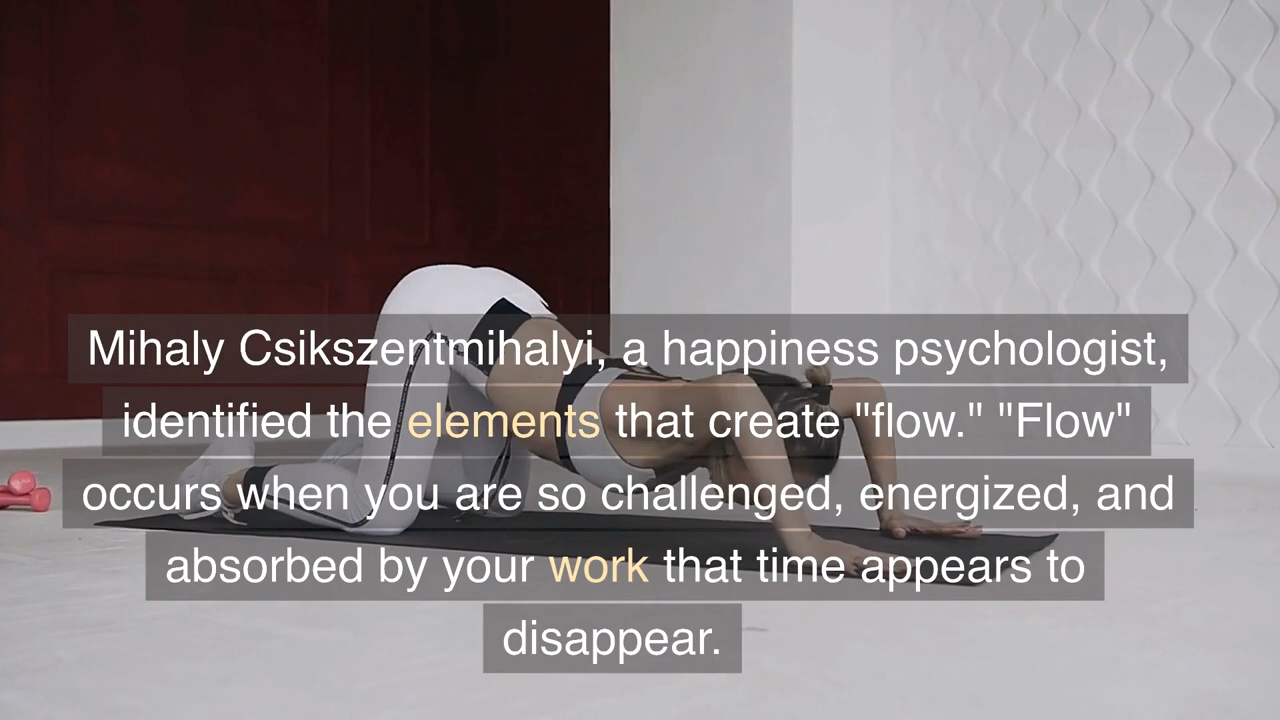 Mihaly Csikszentmihalyi, a happiness psychologist,
identified the elements that create "flow." "Flow"
occurs when you are so challenged, energized, and
absorbed by your work that time appears to
disappear.